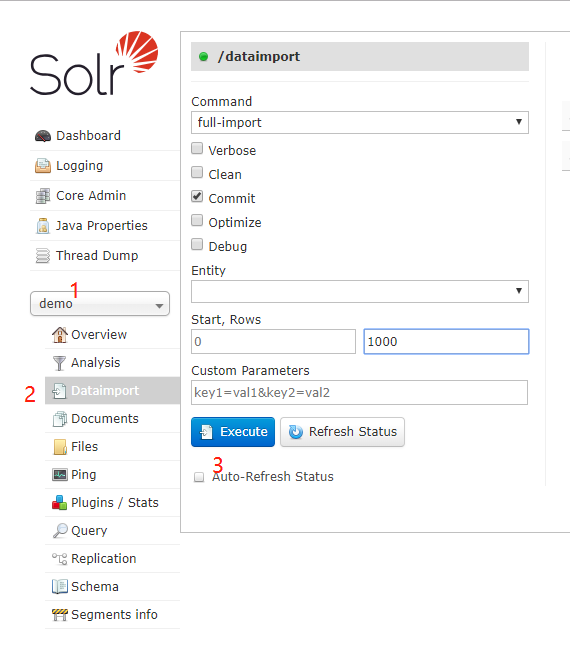 Solr
Dashboard
Logging
Core Admin
Java Properties
Thread Dump
1
demo
Overview
Analysis
2
Dataimport
Documents
Files
Ping
Plugins / Stats
Query
Replication
Schema
Segments info
/dataimport
Command
full-import
Verbose
Clean
Commit
Optimize
Debug
Entity
Start, Rows
0 1000
Custom Parameters
key1=val1&key2=val2
Execute Refresh Status
3
Auto-Refresh Status